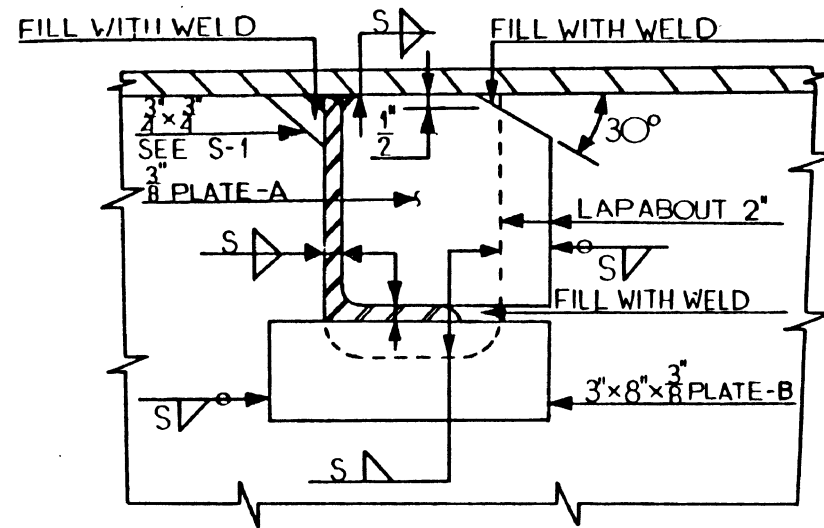 FILL WITH WELD
S
FILL WITH WELD
3/4" × 3/4"
SEE S-1
1/2"
30°
3/8" PLATE-A
LAP ABOUT 2"
S
S
FILL WITH WELD
S
3" × 8" × 3/8" PLATE-B
S